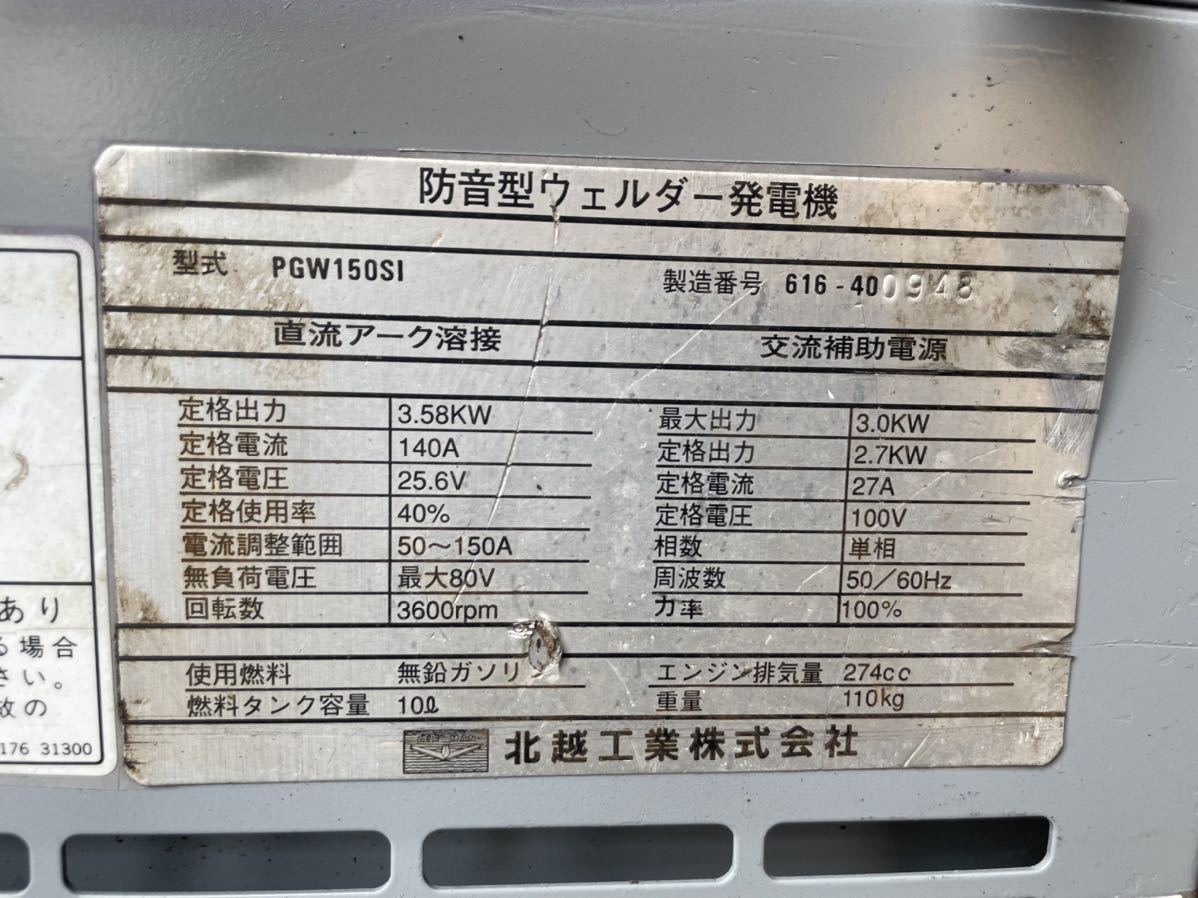 防音型ウェルダー発電機
型式 PGW150SI 製造番号 616-400948
直流アーク溶接 交流補助電源
定格出力 3.58KW 最大出力 3.0KW
定格電流 140A 定格出力 2.7KW
定格電圧 25.6V 定格電流 27A
定格使用率 40% 定格電圧 100V
電流調整範囲 50～150A 相数 単相
無負荷電圧 最大80V 周波数 50/60Hz
回転数 3600rpm 力率 100%
使用燃料 無鉛ガソリ エンジン排気量 274cc
燃料タンク容量 10ℓ 重量 110kg
北越工業株式会社
あり
る場合
さい。
数の
176 31300